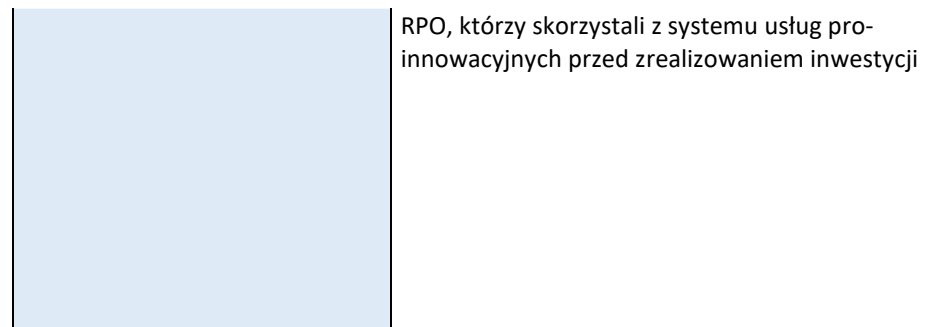 RPO, którzy skorzystali z systemu usług pro-
innowacyjnych przed zrealizowaniem inwestycji